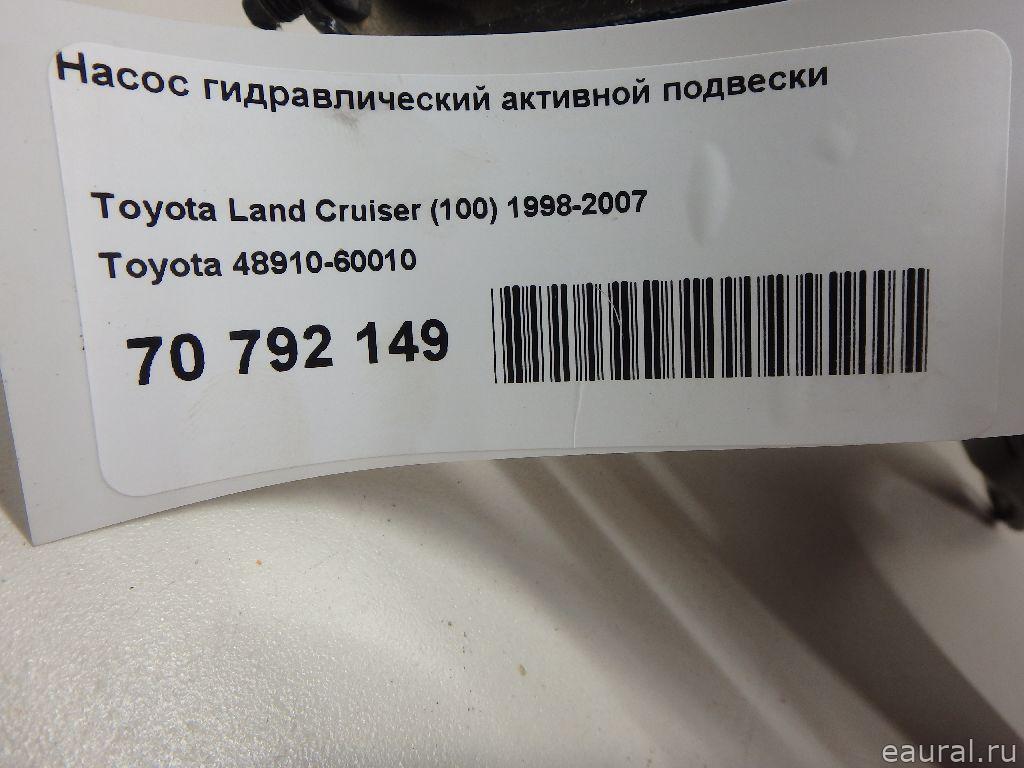 Насос гидравлический активной подвески
Toyota Land Cruiser (100) 1998-2007
Toyota 48910-60010
70 792 149
eaural.ru